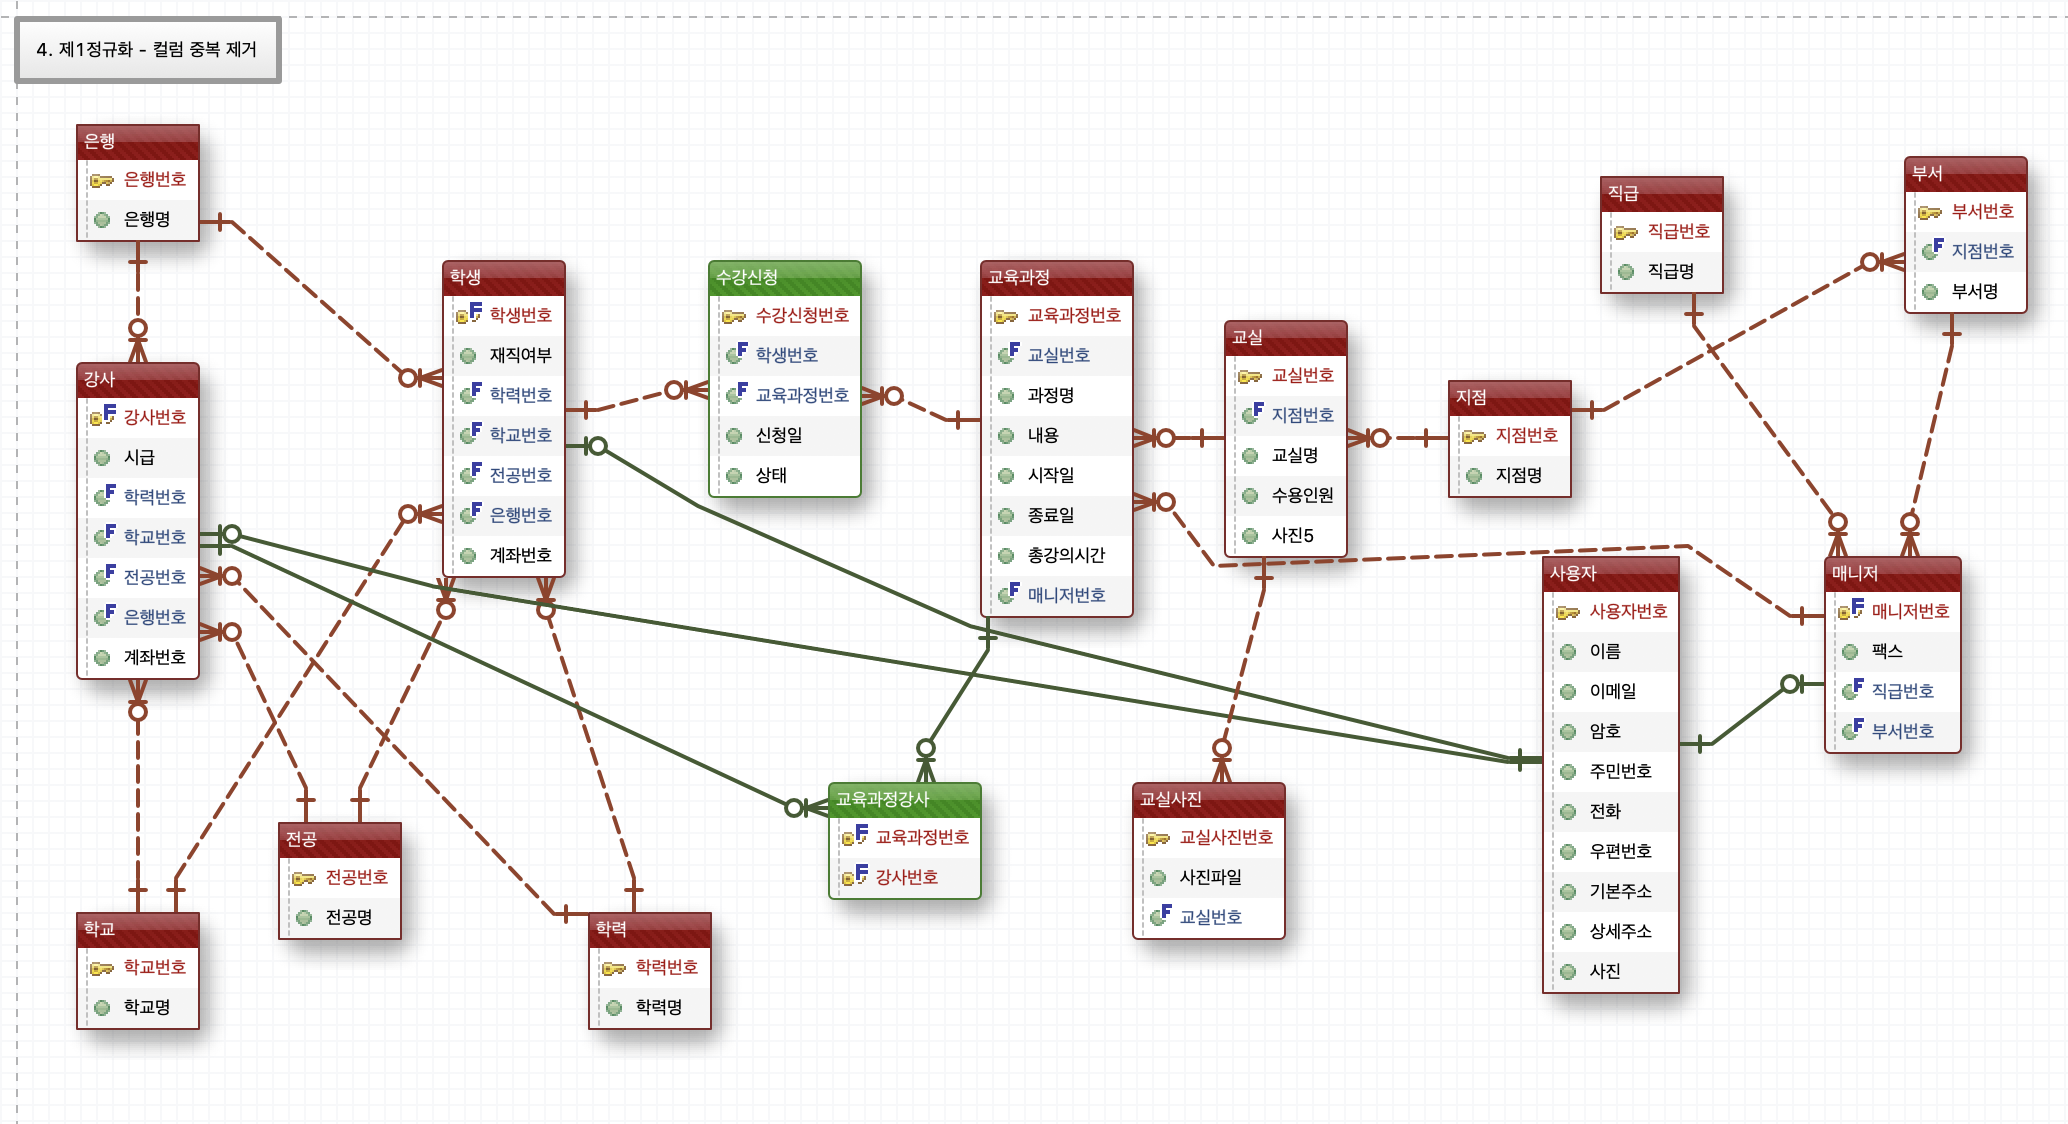 4. 제1정규화 - 컬럼 중복 제거
은행
은행번호
은행명
강사
강사번호
시급
학력번호
학교번호
전공번호
은행번호
계좌번호
학생
학생번호
재직여부
학력번호
학교번호
전공번호
은행번호
계좌번호
수강신청
수강신청번호
학생번호
교육과정번호
신청일
상태
교육과정
교육과정번호
교실번호
과정명
내용
시작일
종료일
총강의시간
매니저번호
교실
교실번호
지점번호
교실명
수용인원
사진5
지점
지점번호
지점명
직급
직급번호
직급명
부서
부서번호
지점번호
부서명
사용자
사용자번호
이름
이메일
암호
주민번호
전화
우편번호
기본주소
상세주소
사진
매니저
매니저번호
팩스
직급번호
부서번호
학교
학교번호
학교명
전공
전공번호
전공명
학력
학력번호
학력명
교육과정강사
교육과정번호
강사번호
교실사진
교실사진번호
사진파일
교실번호